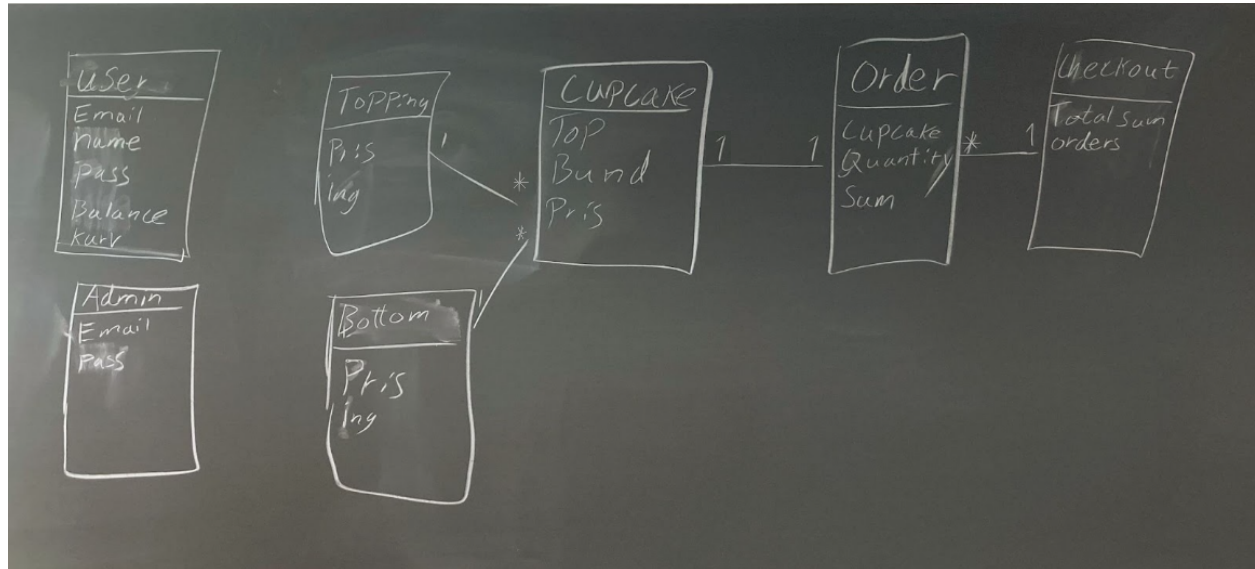 User
Email
name
Pass
Balance
kurv
Admin
Email
Pass
Topping
Pris
ing
1
*
Bottom
Pris
ing
1
*
Cupcake
Top
Bund
Pris
1
1
Order
Cupcake
Quantity
Sum
*
1
Checkout
Total sum
orders